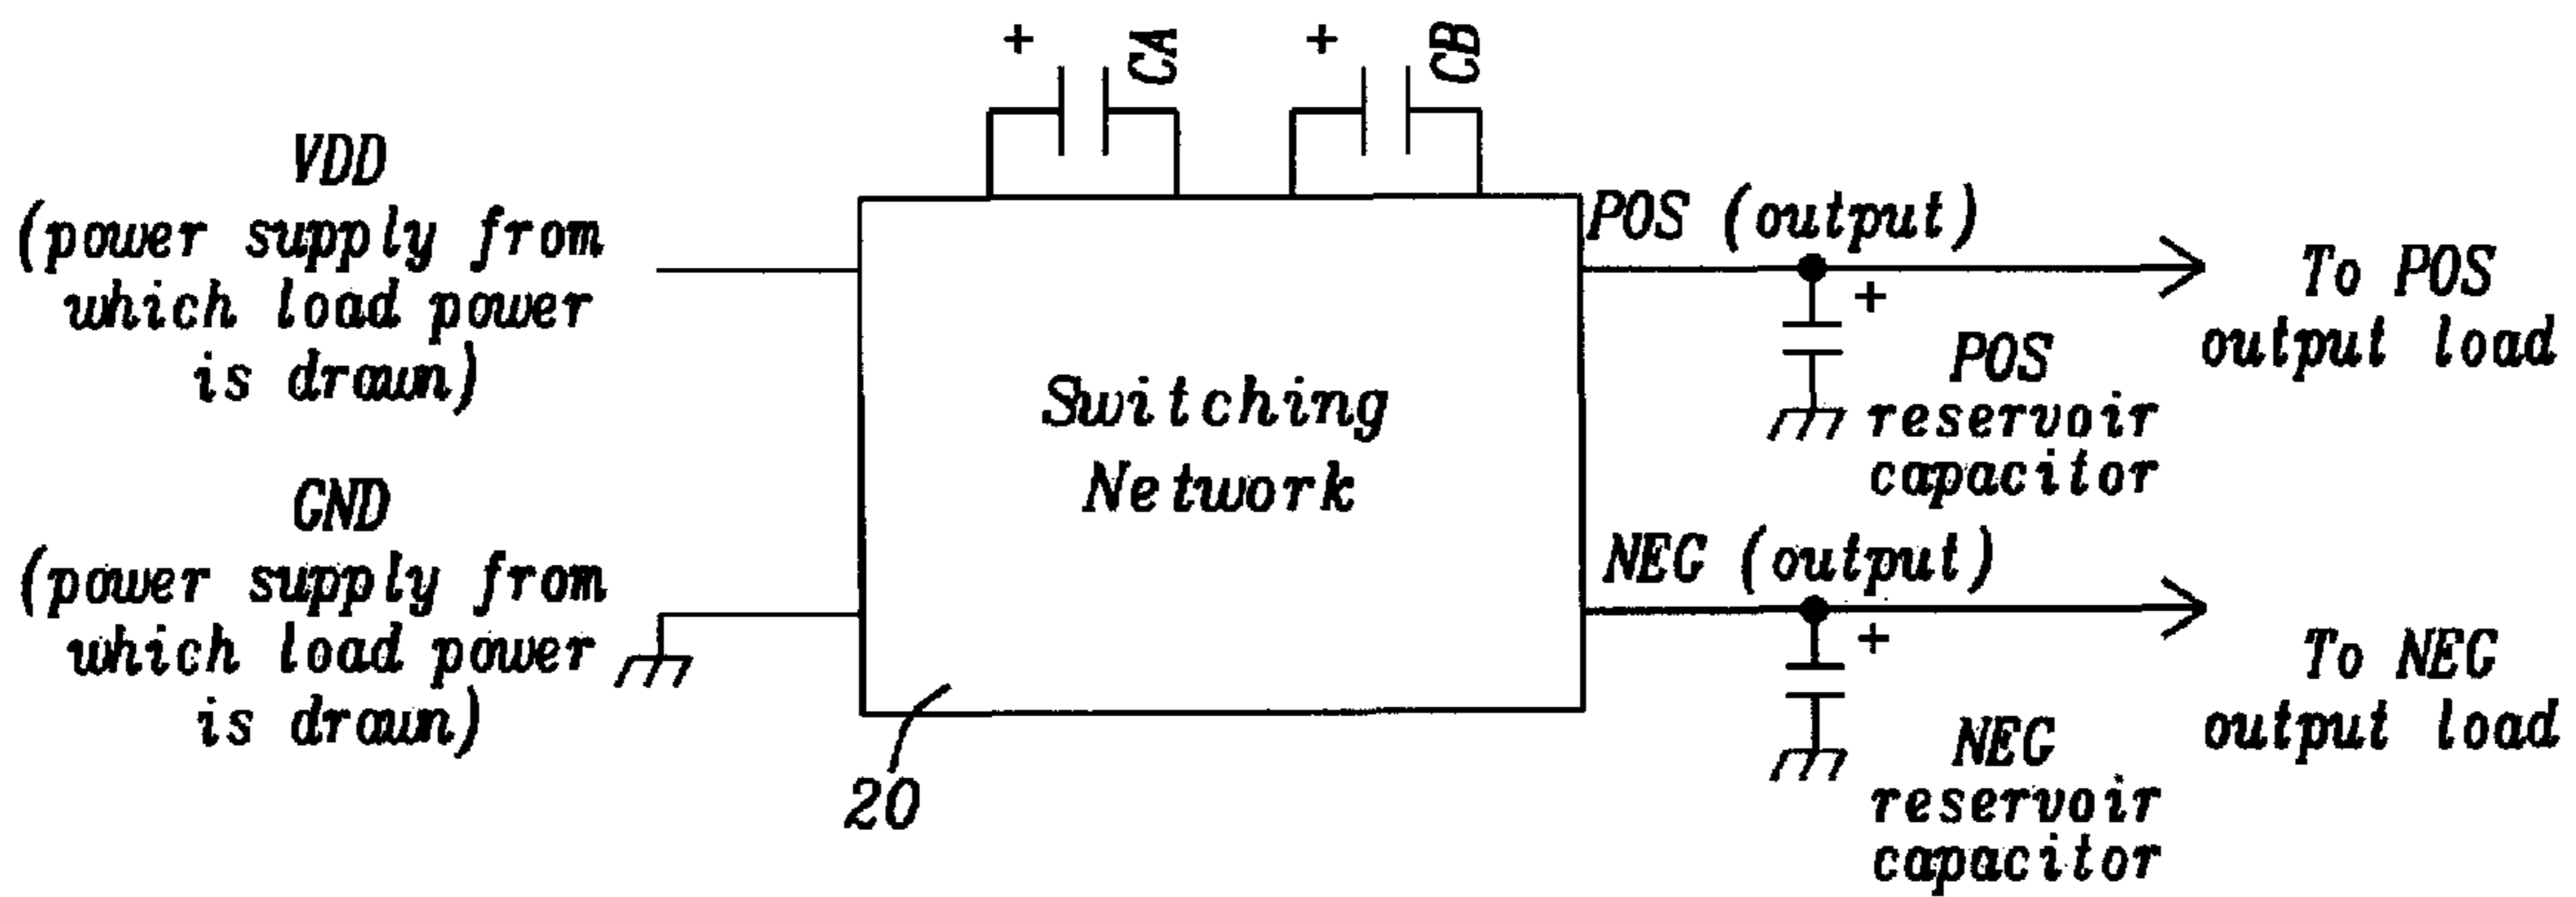 + CA + CB
VDD
(power supply from
which load power
is drawn)
GND
(power supply from
which load power
is drawn)
Switching
Network
20
POS (output)
+
POS
reservoir
capacitor
To POS
output load
NEG (output)
+
NEG
reservoir
capacitor
To NEG
output load